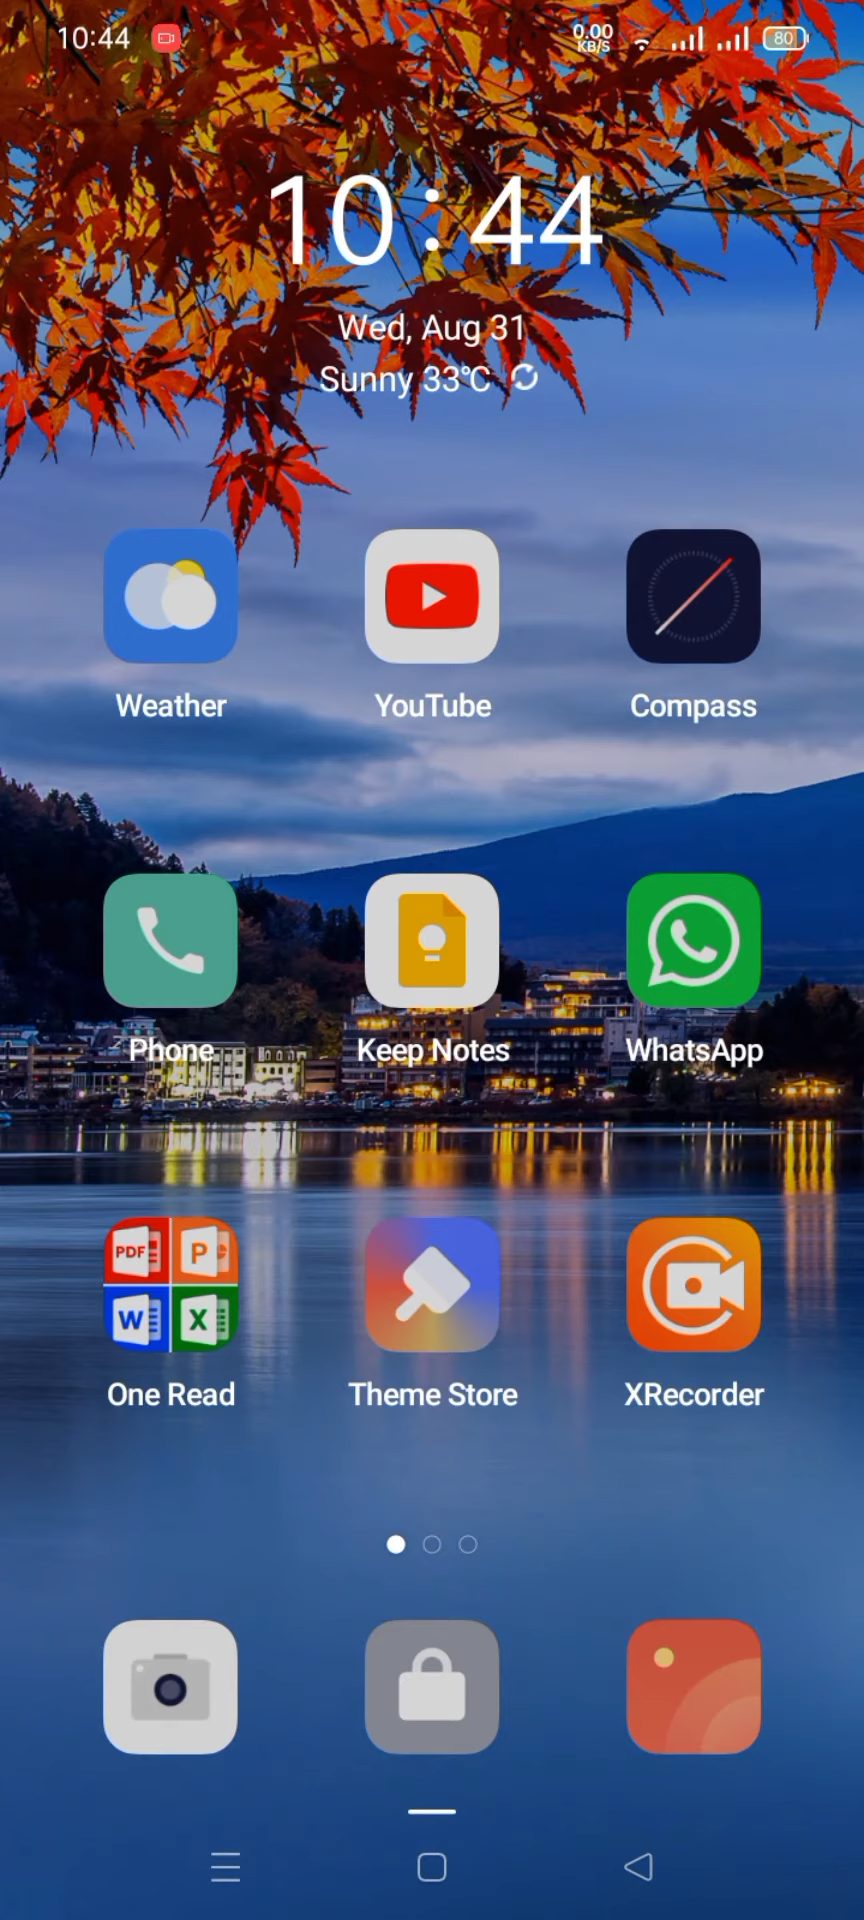 10:44
0.00
KB/S
80
10:44
Wed, Aug 31
Sunny 33℃
Weather
YouTube
Compass
Phone
Keep Notes
WhatsApp
PDF
P
W
X
One Read
Theme Store
XRecorder